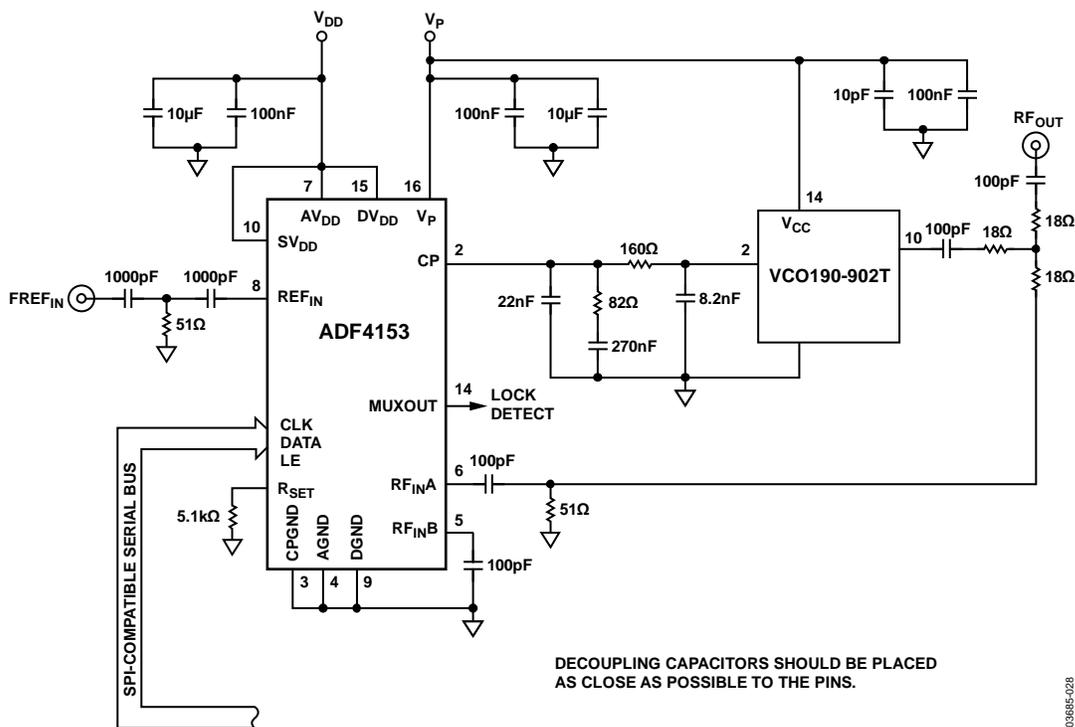 VDD
VP
10µF
100nF
100nF
10µF
10pF
100nF
RFOUT
100pF
18Ω
18Ω
100pF
18Ω
7
15
16
AVDD
DVDD
VP
10
SVDD
2
CP
160Ω
2
14
VCC
10
VCO190-902T
22nF
82Ω
270nF
8.2nF
FREFIN
1000pF
1000pF
8
REFIN
51Ω
ADF4153
MUXOUT
14
LOCK
DETECT
CLK
DATA
LE
RSET
5.1kΩ
6
RFINA
100pF
51Ω
5
RFINB
100pF
CPGND
AGND
DGND
3
4
9
SPI-COMPATIBLE SERIAL BUS
DECOUPLING CAPACITORS SHOULD BE PLACED
AS CLOSE AS POSSIBLE TO THE PINS.
03685-028